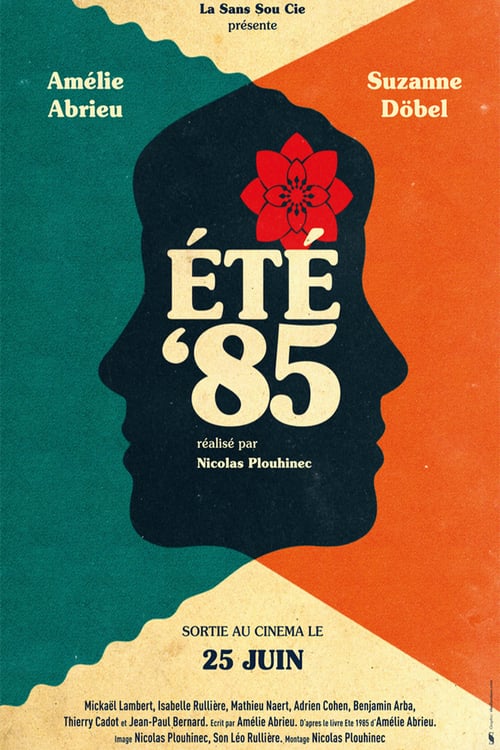 La Sans Sou Cie
présente
Amélie
Abrieu
Suzanne
Döbel
ÉTÉ
‘85
réalisé par
Nicolas Plouhinec
SORTIE AU CINEMA LE
25 JUIN
Mickaël Lambert, Isabelle Rullière, Mathieu Naert, Adrien Cohen, Benjamin Arba,
Thierry Cadot et Jean-Paul Bernard. Ecrit par Amélie Abrieu. D'apres le livre Ete 1985 d'Amélie Abrieu.
Image Nicolas Plouhinec, Son Léo Rullière. Montage Nicolas Plouhinec